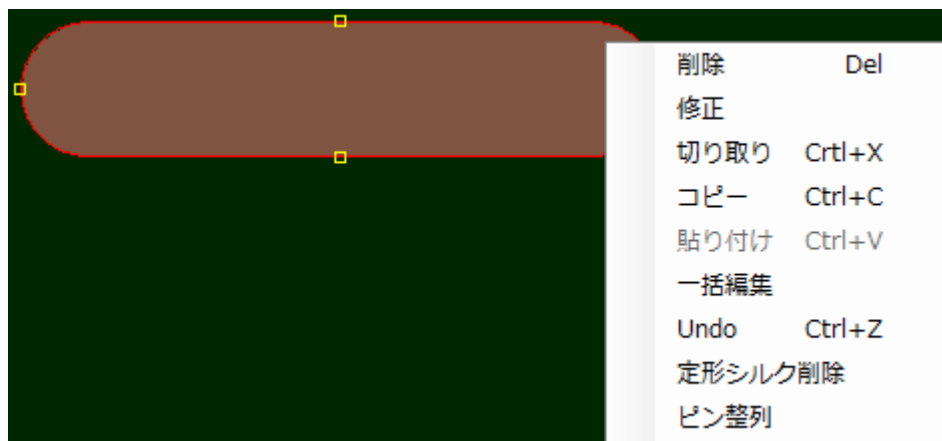 削除 Del
修正
切り取り Crtl+X
コピー Ctrl+C
貼り付け Ctrl+V
一括編集
Undo Ctrl+Z
定形シルク削除
ピン整列